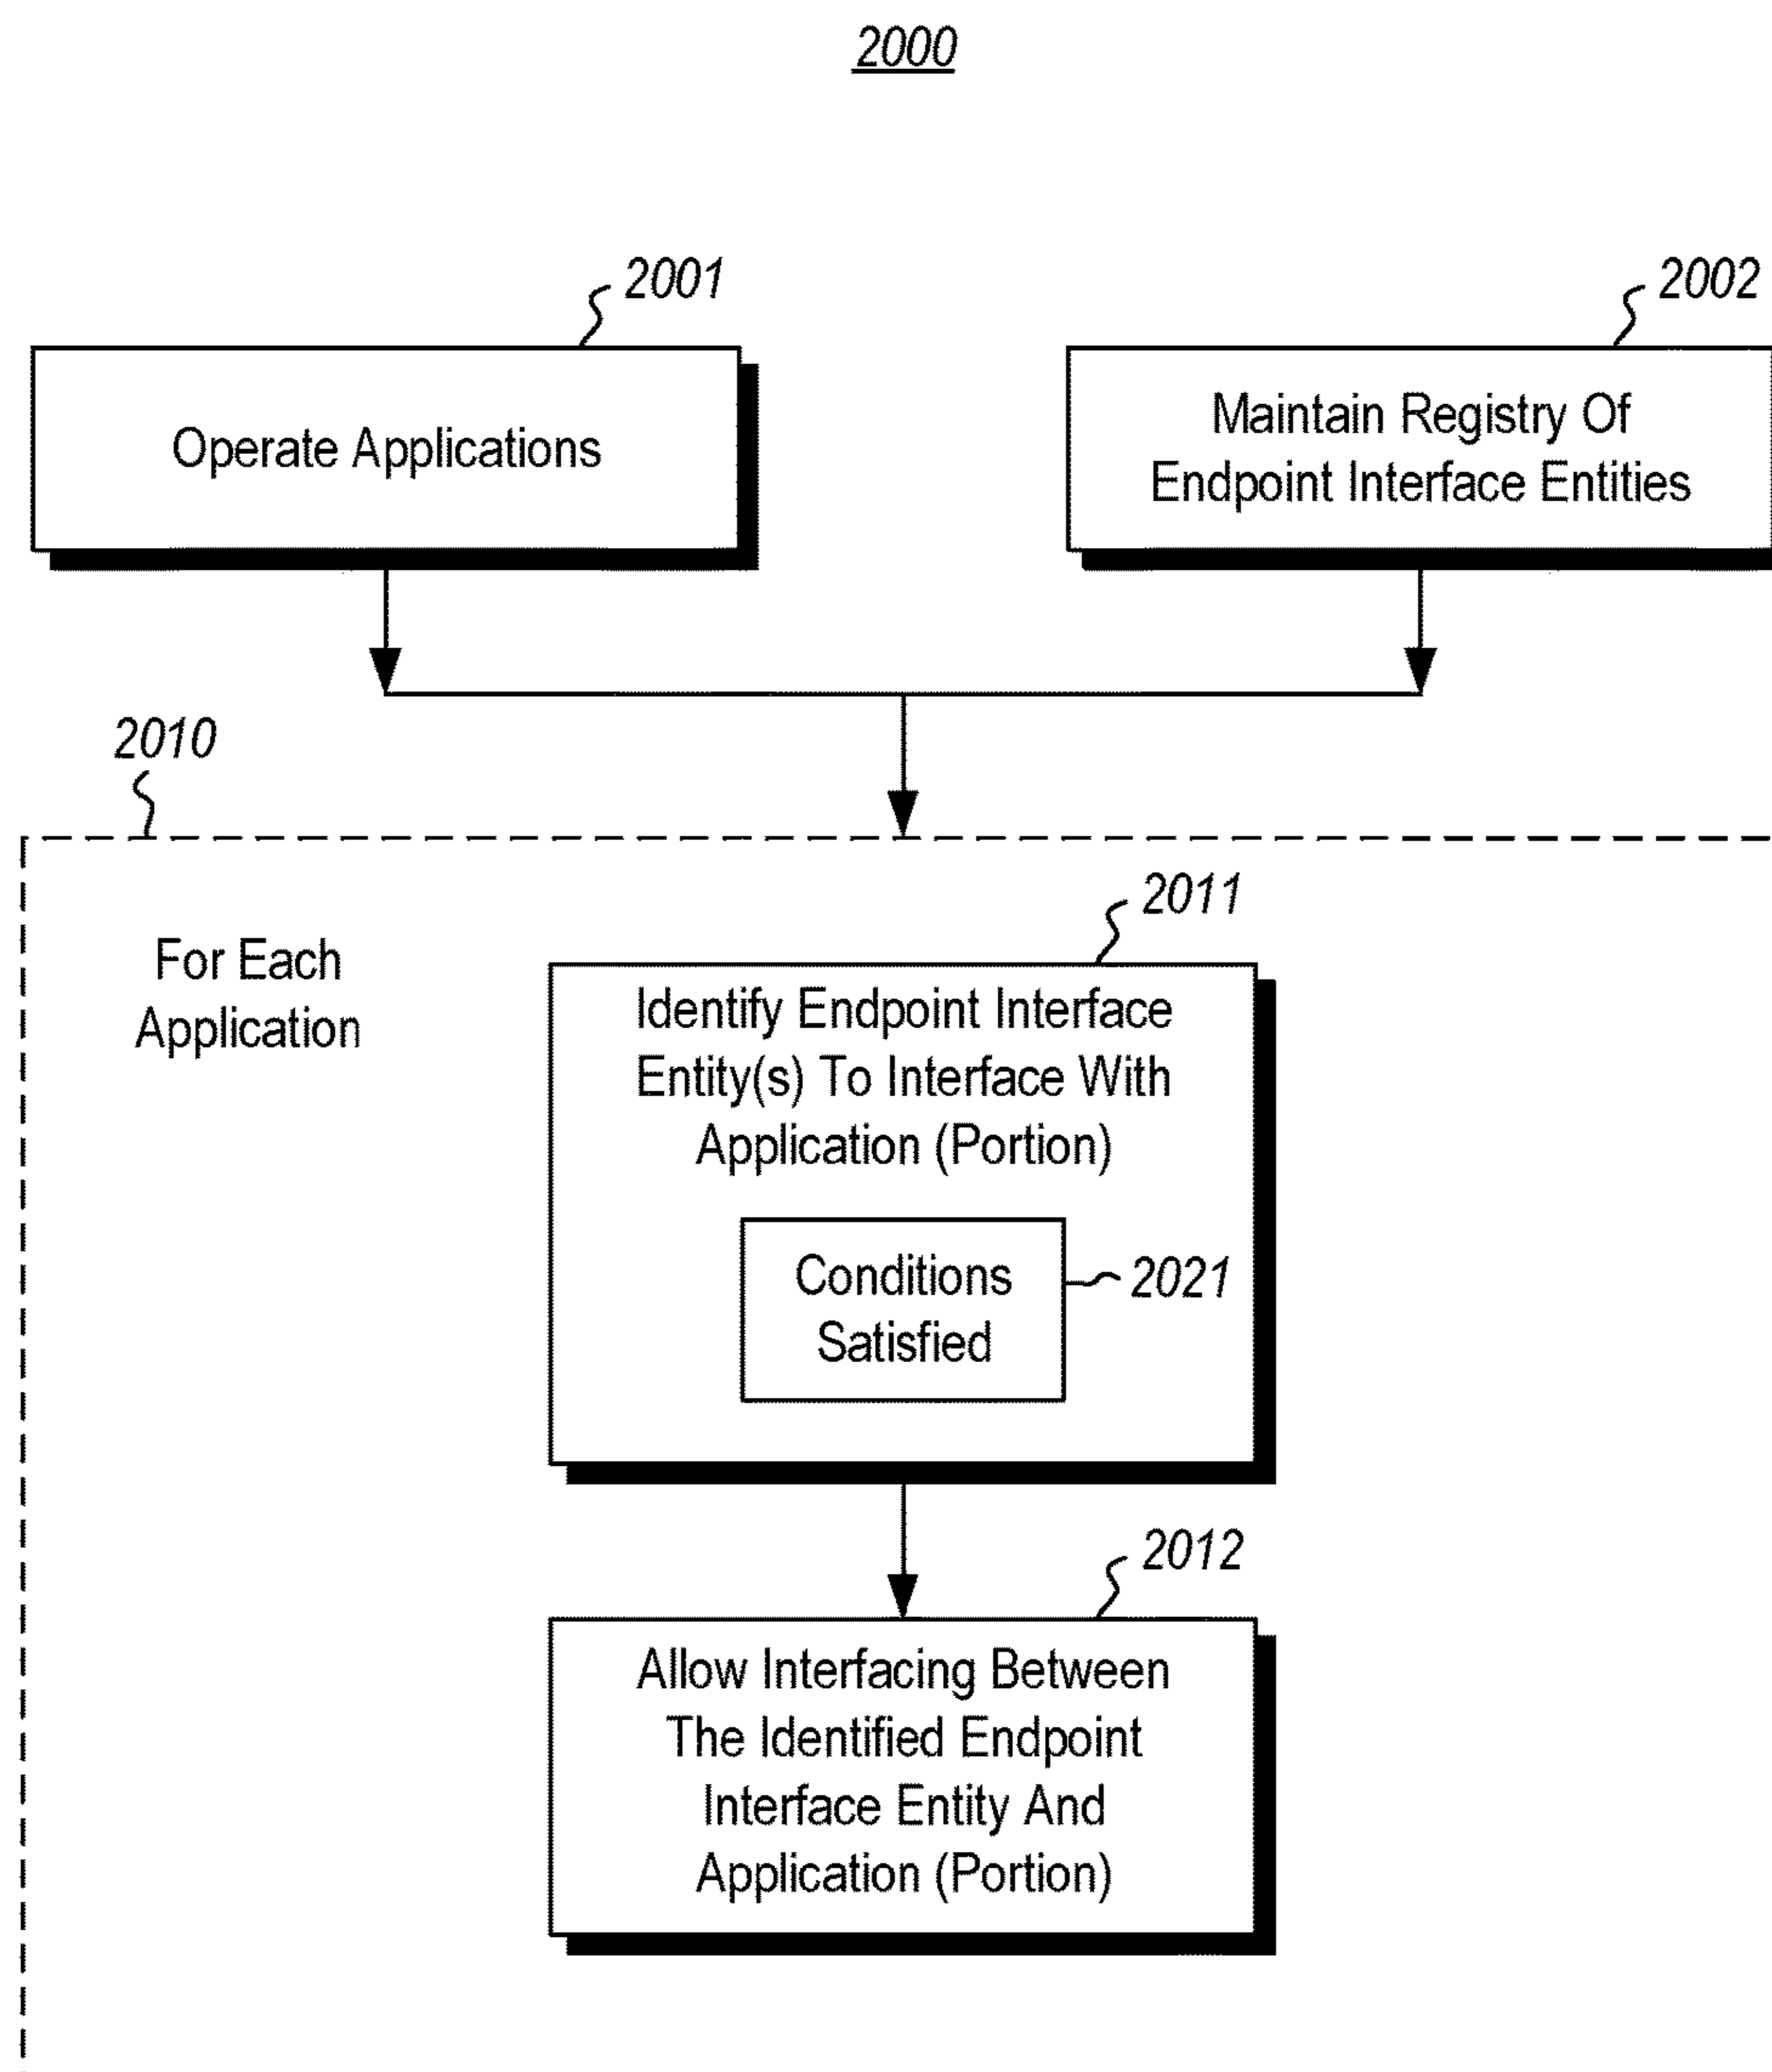 2000
2001
2002
Operate Applications
Maintain Registry Of
Endpoint Interface Entities
2010
2011
For Each
Application
Identify Endpoint Interface
Entity(s) To Interface With
Application (Portion)
Conditions
Satisfied
2021
2012
Allow Interfacing Between
The Identified Endpoint
Interface Entity And
Application (Portion)